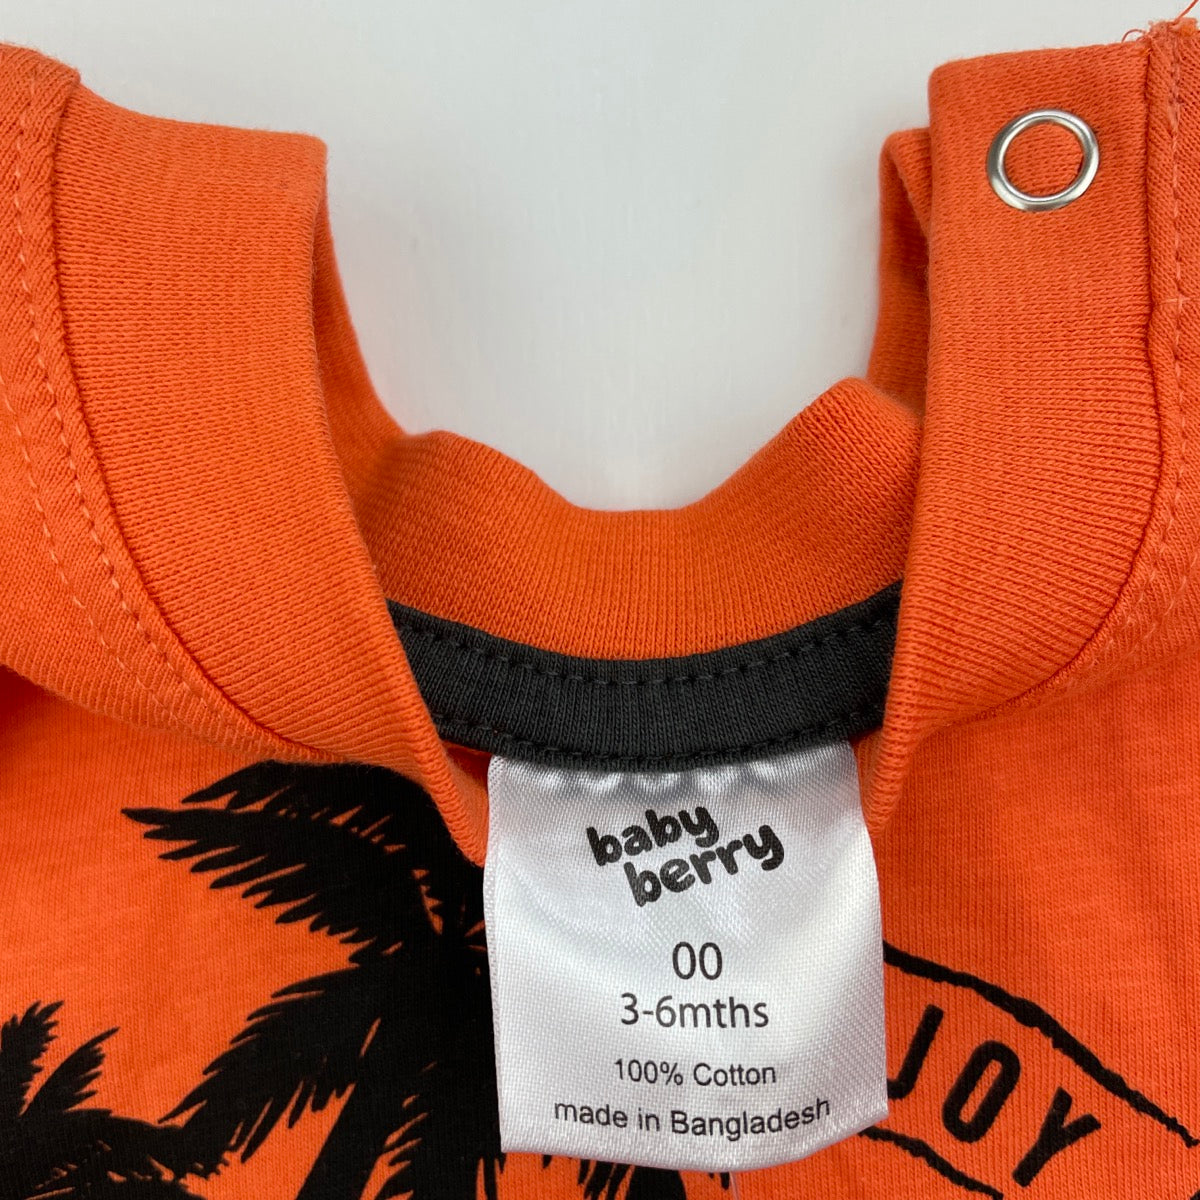 baby
berry
00
3-6mths
100% Cotton
made in Bangladesh
JOY